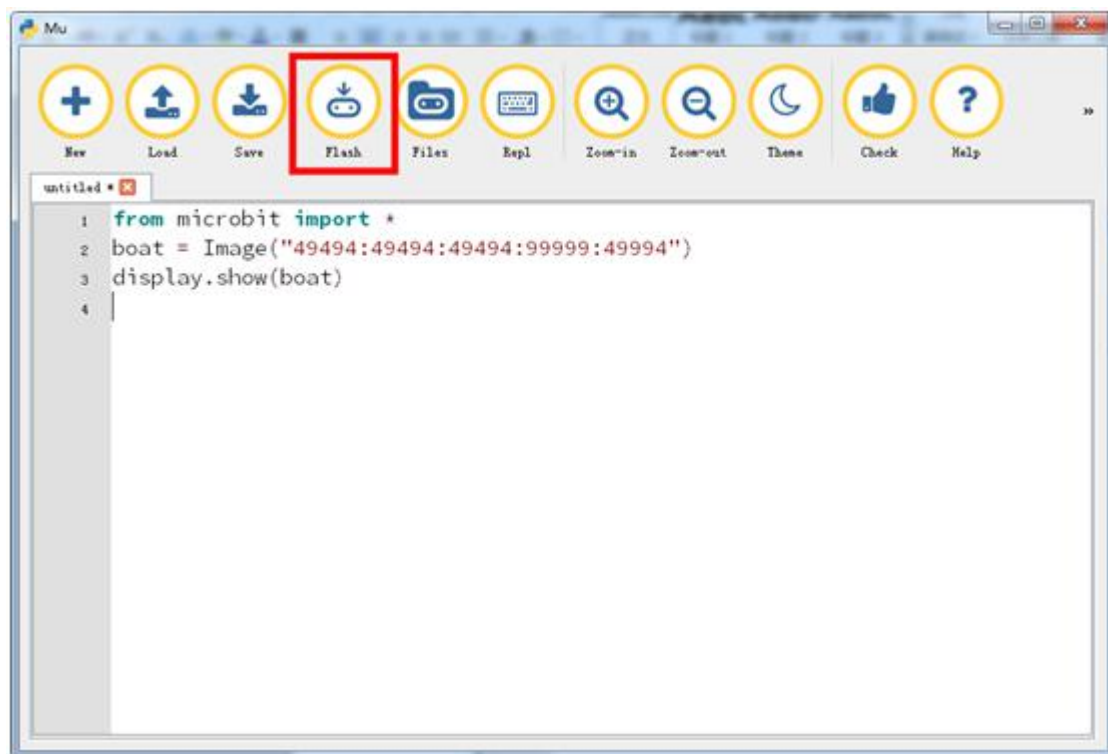 Mu
New Load Save Flash Files Repl Zoom-in Zoom-out Theme Check Help »
untitled *
1 from microbit import *
2 boat = Image("49494:49494:49494:99999:49994")
3 display.show(boat)
4